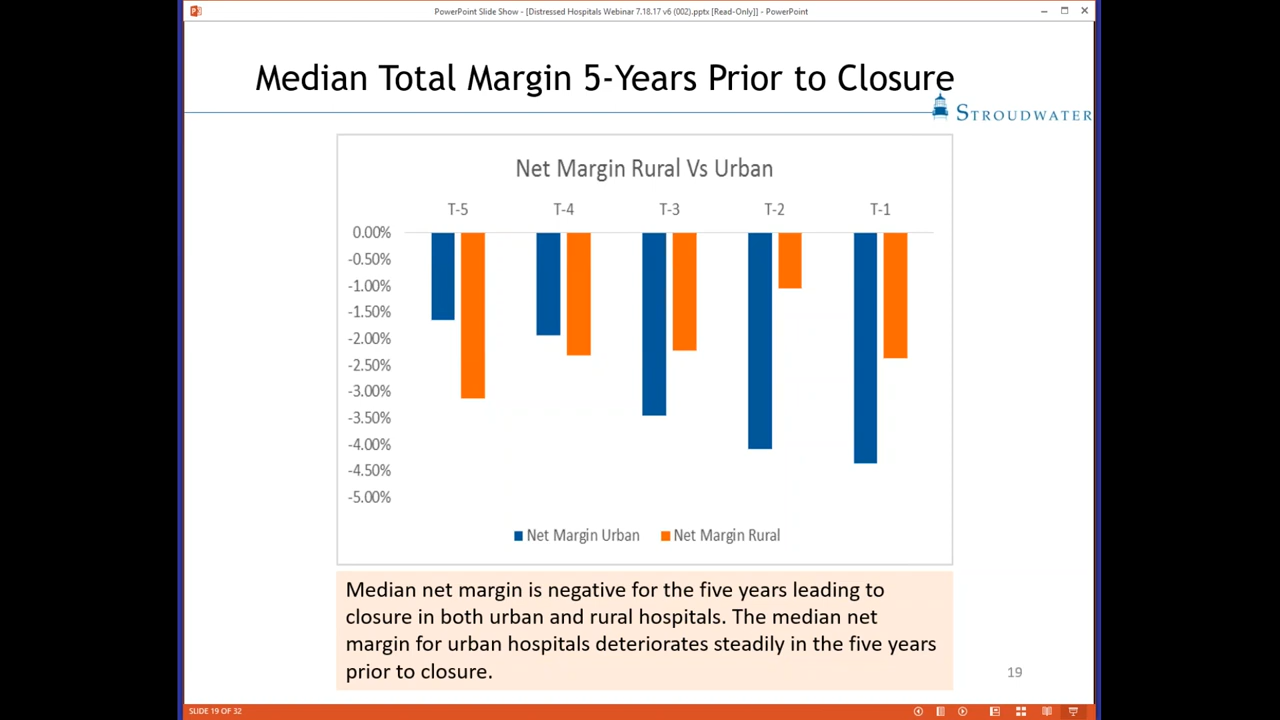 PowerPoint Slide Show - [Distressed Hospitals Webinar 7.18.17 v6 (002).pptx [Read-Only]] - PowerPoint
Median Total Margin 5-Years Prior to Closure
STROUDWATER
Net Margin Rural Vs Urban
T-5 T-4 T-3 T-2 T-1
0.00%
-0.50%
-1.00%
-1.50%
-2.00%
-2.50%
-3.00%
-3.50%
-4.00%
-4.50%
-5.00%
Net Margin Urban Net Margin Rural
Median net margin is negative for the five years leading to
closure in both urban and rural hospitals. The median net
margin for urban hospitals deteriorates steadily in the five years
prior to closure.
19
SLIDE 19 OF 32